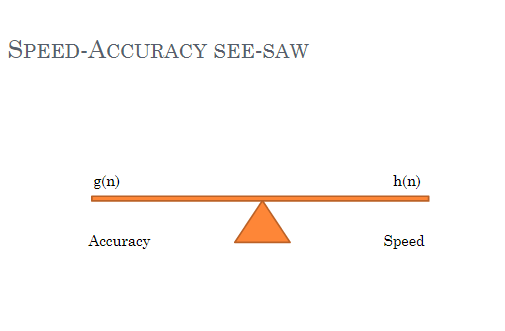 Speed-Accuracy see-saw
g(n) h(n)
Accuracy Speed